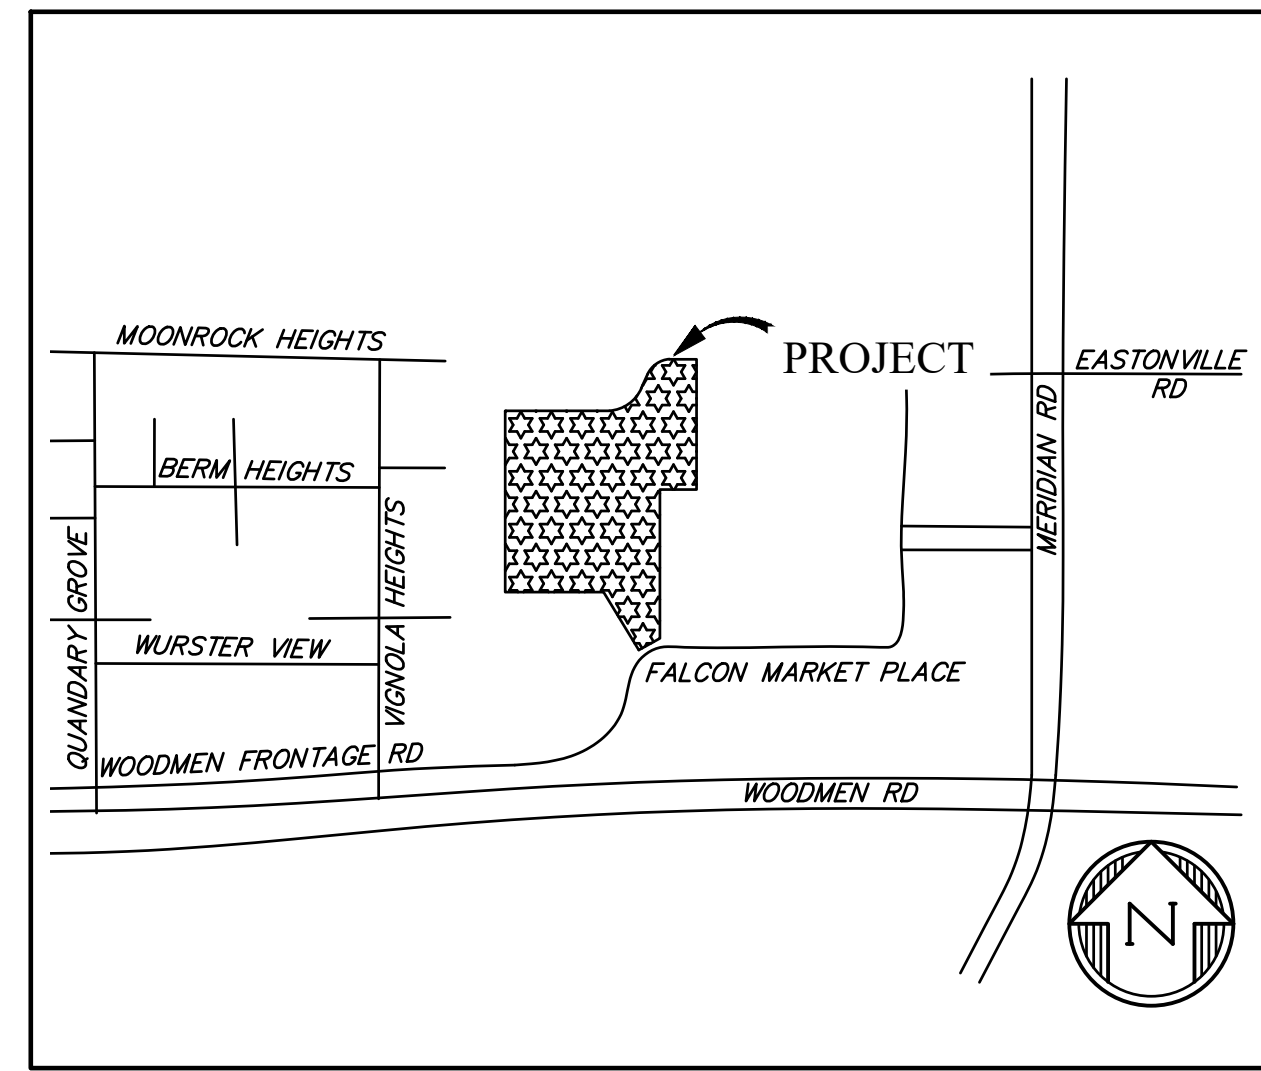 MOONROCK HEIGHTS
PROJECT
EASTONVILLE
RD
MERIDIAN RD
BERM HEIGHTS
QUANDARY GROVE
VIGNOLA HEIGHTS
WURSTER VIEW
FALCON MARKET PLACE
WOODMEN FRONTAGE RD
WOODMEN RD
N